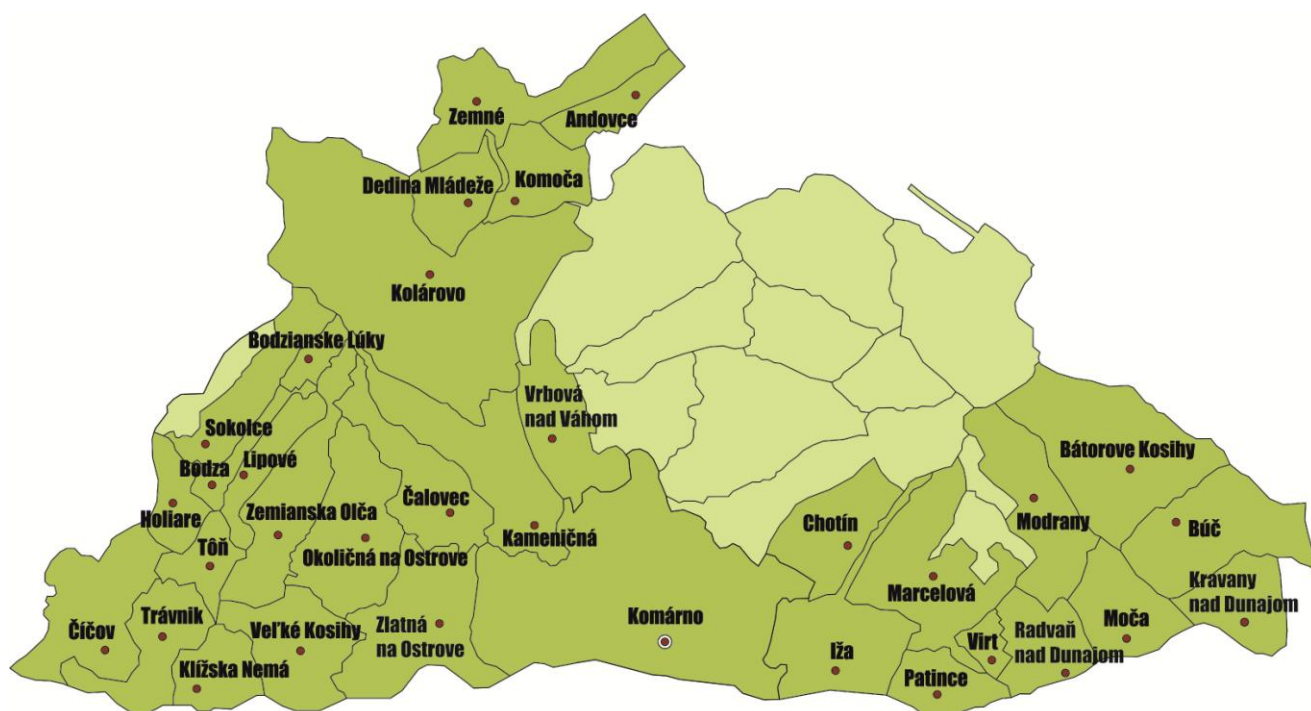 Zemné
Andovce
Dedina Mládeže
Komoča
Kolárovo
Bodzianske Lúky
Vrbová
nad Váhom
Sokolce
Bodza
Lipové
Holiare
Zemianska Olča
Čalovec
Kameničná
Tôň
Okoličná na Ostrove
Chotín
Modrany
Bátorove Kosihy
Búč
Marcelová
Kravany
nad Dunajom
Číčov
Trávnik
Veľké Kosihy
Zlatná
na Ostrove
Komárno
Iža
Virt
Radvaň
nad Dunajom
Moča
Klížska Nemá
Patince